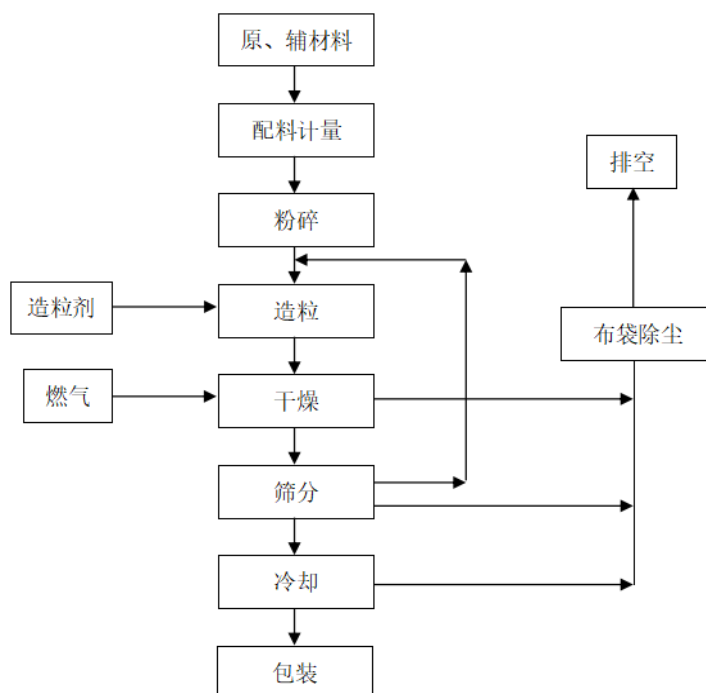 原、辅材料
配料计量
排空
粉碎
造粒剂
造粒
布袋除尘
燃气
干燥
筛分
冷却
包装